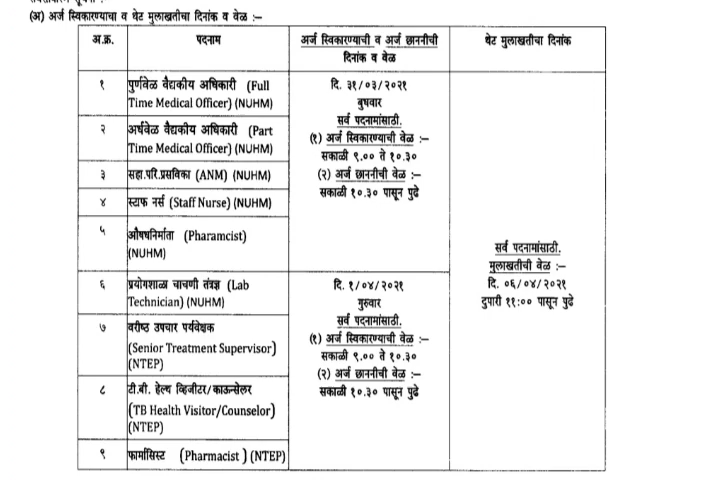 (अ) अर्ज स्विकारण्याचा व थेट मुलाखतीचा दिनांक व वेळ :–
अ.क्र.
पदनाम
अर्ज स्विकारण्याची व अर्ज छाननीची
दिनांक व वेळ
थेट मुलाखतीचा दिनांक
१
पुर्णवेळ वैद्यकीय अधिकारी (Full
Time Medical Officer) (NUHM)
२
अर्धवेळ वैद्यकीय अधिकारी (Part
Time Medical Officer) (NUHM)
३
सहा.परि.प्रसविका (ANM) (NUHM)
४
स्टाफ नर्स (Staff Nurse) (NUHM)
५
औषधनिर्माता (Pharamcist)
(NUHM)
दि. ३१/०३/२०२१
बुधवार
सर्व पदनामांसाठी.
(१) अर्ज स्विकारण्याची वेळ :–
सकाळी ९.०० ते १०.३०
(२) अर्ज छाननीची वेळ :–
सकाळी १०.३० पासून पुढे
६
प्रयोगशाळा चाचणी तंत्रज्ञ (Lab
Technician) (NUHM)
७
वरीष्ठ उपचार पर्यवेक्षक
(Senior Treatment Supervisor)
(NTEP)
८
टी.बी. हेल्थ व्हिजीटर/काऊन्सेलर
(TB Health Visitor/Counselor)
(NTEP)
९
फार्मासिस्ट (Pharmacist) (NTEP)
दि. १/०४/२०२१
गुरुवार
सर्व पदनामांसाठी.
(१) अर्ज स्विकारण्याची वेळ :–
सकाळी ९.०० ते १०.३०
(२) अर्ज छाननीची वेळ :–
सकाळी १०.३० पासून पुढे
सर्व पदनामांसाठी.
मुलाखतीची वेळ :–
दि. ०६/०४/२०२१
दुपारी ११:०० पासून पुढे